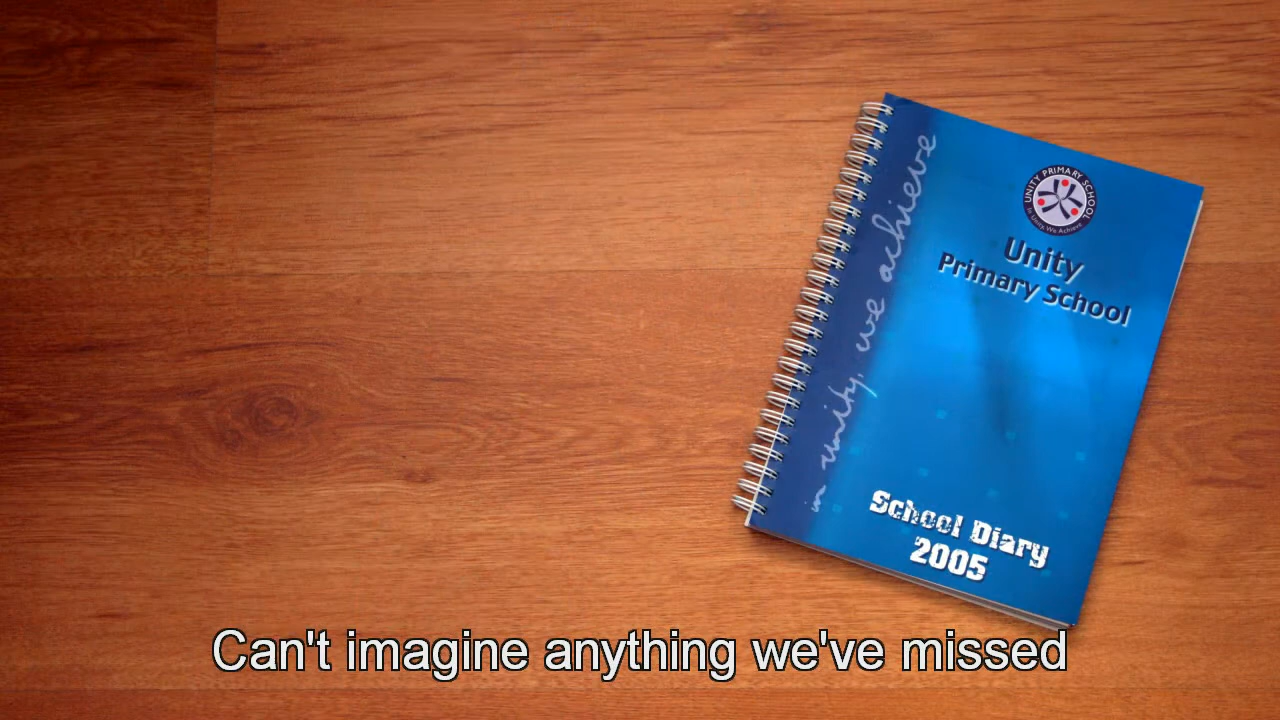 in unity, we achieve
UNITY PRIMARY SCHOOL
In Unity, We Achieve
Unity
Primary School
School Diary
2005
Can't imagine anything we've missed